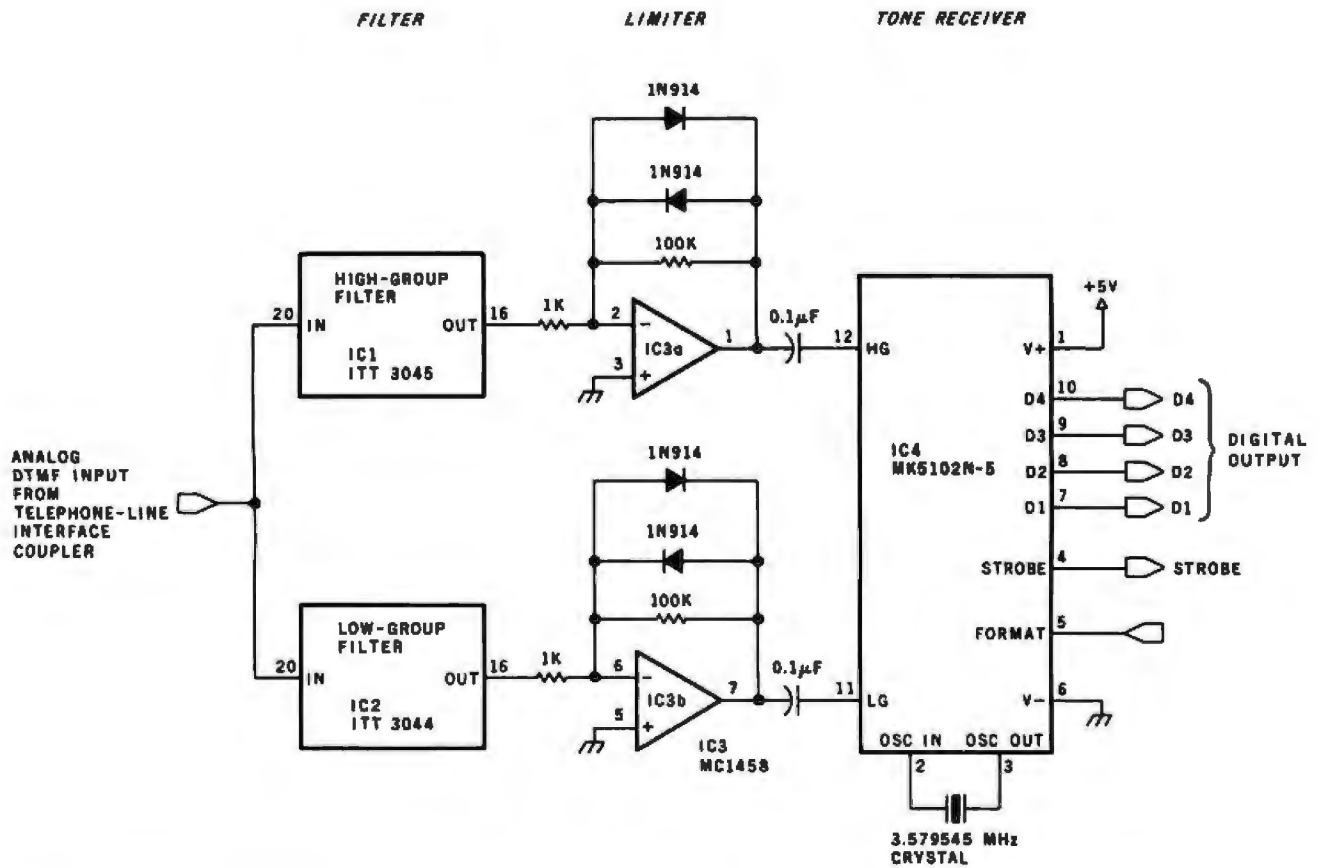 FILTER
LIMITER
TONE RECEIVER
1N914
1N914
100K
HIGH-GROUP
FILTER
20
IN
OUT
16
IC1
ITT 3045
1K
2
-
IC3a
3
+
1
0.1µF
12
HG
+5V
1
V+
10
D4
D4
9
D3
D3
8
D2
D2
7
D1
D1
DIGITAL
OUTPUT
IC4
MK5102N-5
4
STROBE
STROBE
5
FORMAT
6
V-
ANALOG
DTMF INPUT
FROM
TELEPHONE-LINE
INTERFACE
COUPLER
1N914
1N914
100K
LOW-GROUP
FILTER
20
IN
OUT
16
IC2
ITT 3044
1K
6
-
IC3b
5
+
7
0.1µF
11
LG
IC3
MC1458
OSC IN
OSC OUT
2
3
3.579545 MHz
CRYSTAL